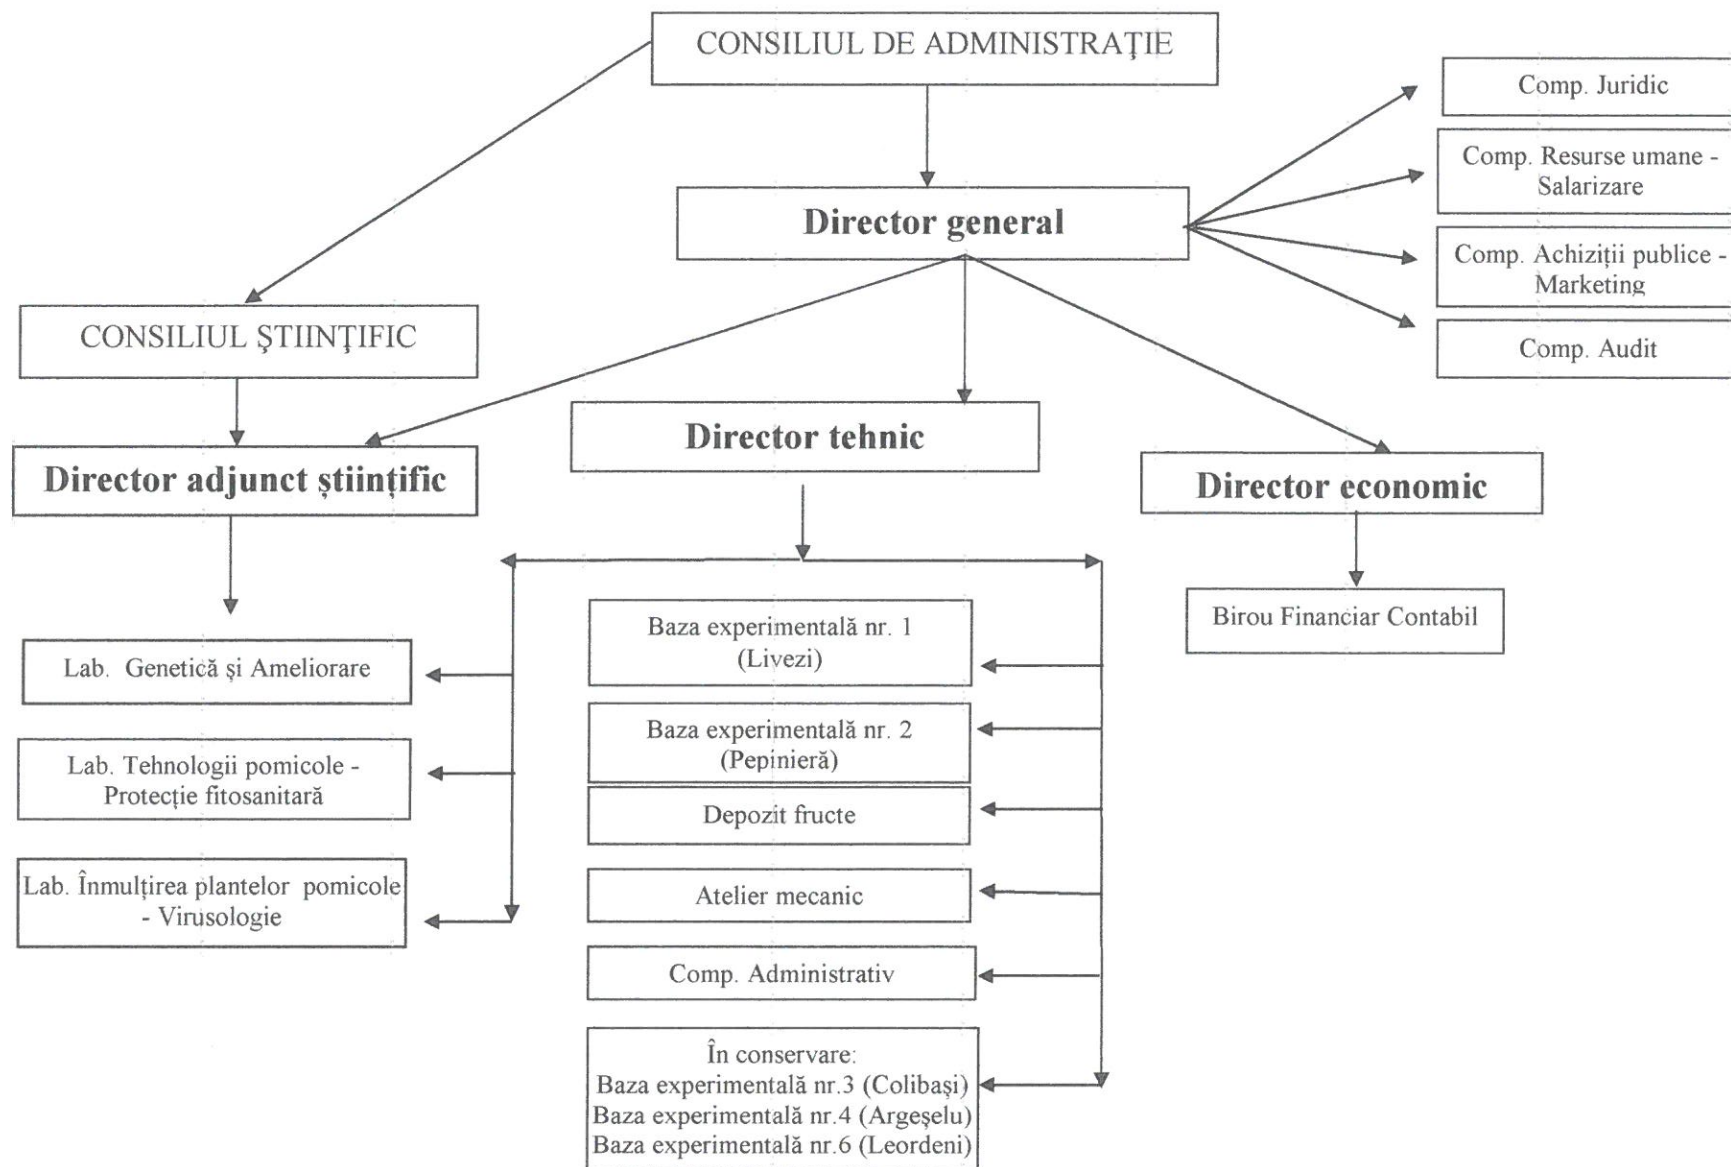 CONSILIUL DE ADMINISTRAŢIE
Comp. Juridic
Comp. Resurse umane -
Salarizare
Director general
Comp. Achiziții publice -
Marketing
Comp. Audit
CONSILIUL ŞTIINŢIFIC
Director tehnic
Director adjunct științific
Director economic
Birou Financiar Contabil
Lab. Genetică și Ameliorare
Lab. Tehnologii pomicole -
Protecție fitosanitară
Lab. Înmulțirea plantelor pomicole
- Virusologie
Baza experimentală nr. 1
(Livezi)
Baza experimentală nr. 2
(Pepinieră)
Depozit fructe
Atelier mecanic
Comp. Administrativ
În conservare:
Baza experimentală nr.3 (Colibași)
Baza experimentală nr.4 (Argeșelu)
Baza experimentală nr.6 (Leordeni)